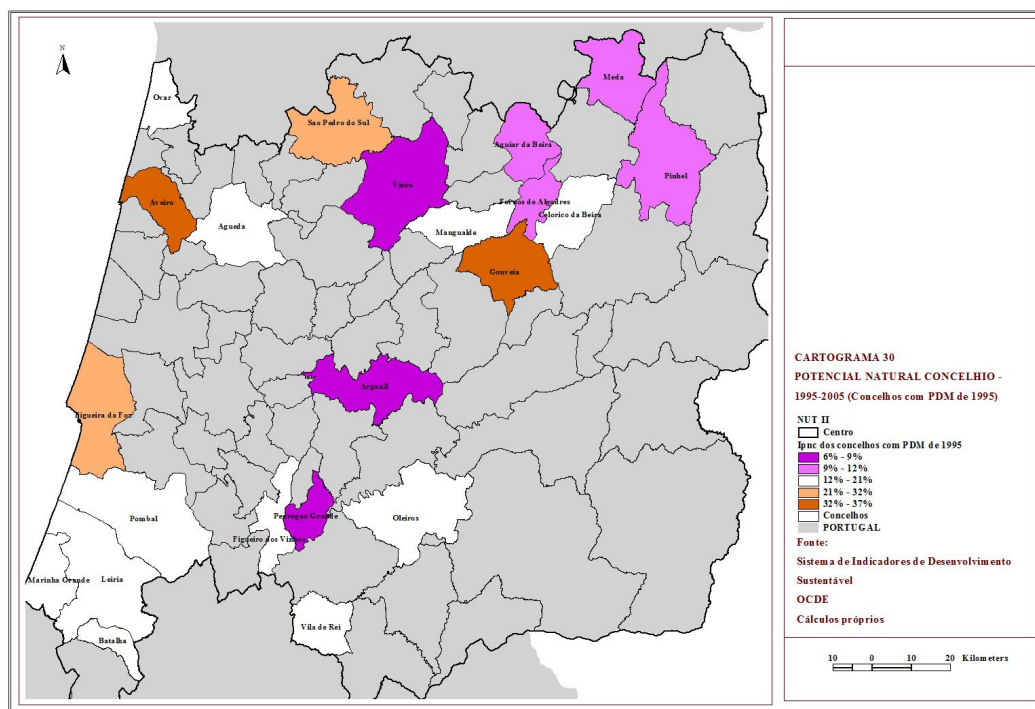 N
Ovar
Meda
Sao Pedro do Sul
Aguiar da Beira
Viseu
Pinhel
Aveiro
Fornos de Algodres
Celorico da Beira
Agueda
Mangualde
Gouveia
Arganil
Figueira da Foz
Pombal
Pedrogao Grande
Oleiros
Figueiro dos Vinhos
Marinha Grande
Leiria
Vila de Rei
Batalha
CARTOGRAMA 30
POTENCIAL NATURAL CONCELHIO -
1995-2005 (Concelhos com PDM de 1995)
NUT II
Centro
Ipnc dos concelhos com PDM de 1995
6% - 9%
9% - 12%
12% - 21%
21% - 32%
32% - 37%
Concelhos
PORTUGAL
Fonte:
Sistema de Indicadores de Desenvolvimento
Sustentável
OCDE
Cálculos próprios
10 0 10 20 Kilometers